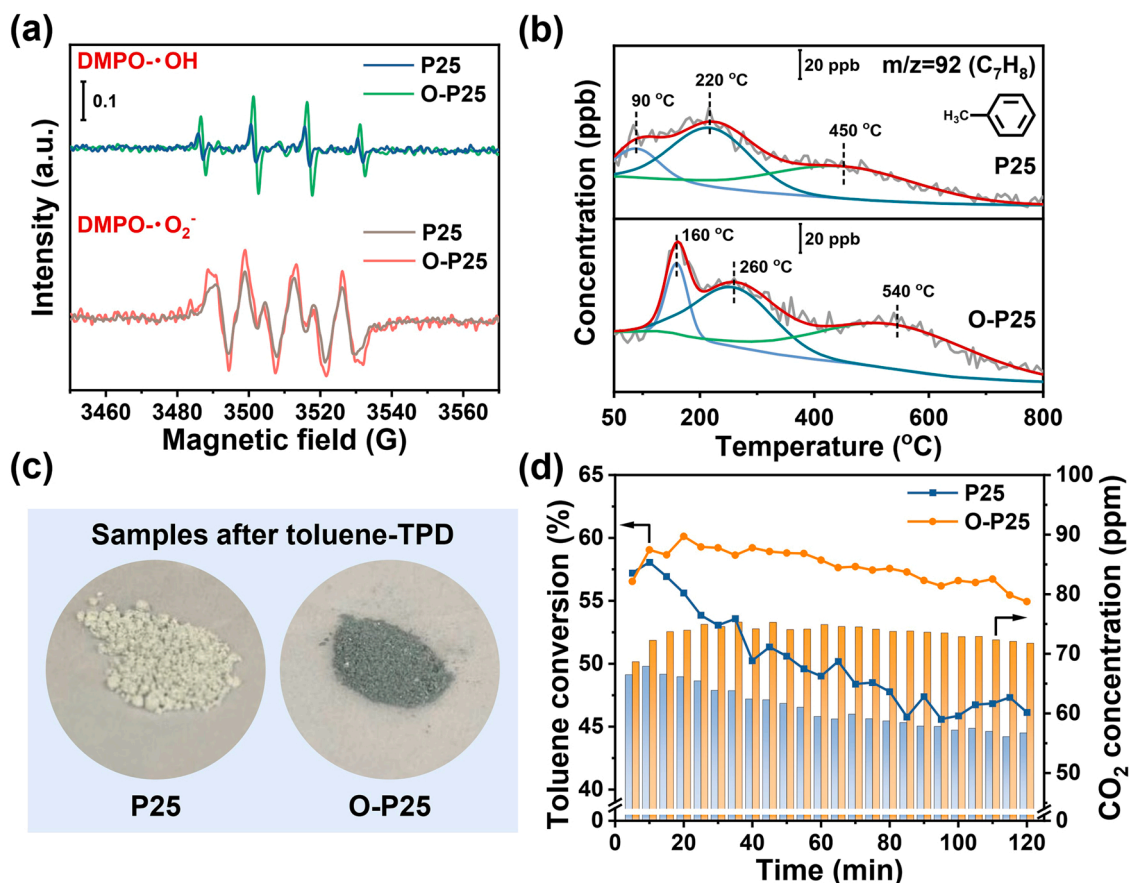 (a)
DMPO-·OH
0.1
P25
O-P25
DMPO-·O₂⁻
P25
O-P25
Intensity (a.u.)
3460 3480 3500 3520 3540 3560
Magnetic field (G)
(b)
20 ppb
m/z=92 (C₇H₈)
90 °C
220 °C
450 °C
H₃C
P25
20 ppb
160 °C
260 °C
540 °C
O-P25
Concentration (ppb)
50 200 400 600 800
Temperature (°C)
(c)
Samples after toluene-TPD
P25
O-P25
(d)
P25
O-P25
Toluene conversion (%)
65
60
55
50
45
40
0
CO₂ concentration (ppm)
100
90
80
70
60
50
0
0 20 40 60 80 100 120
Time (min)